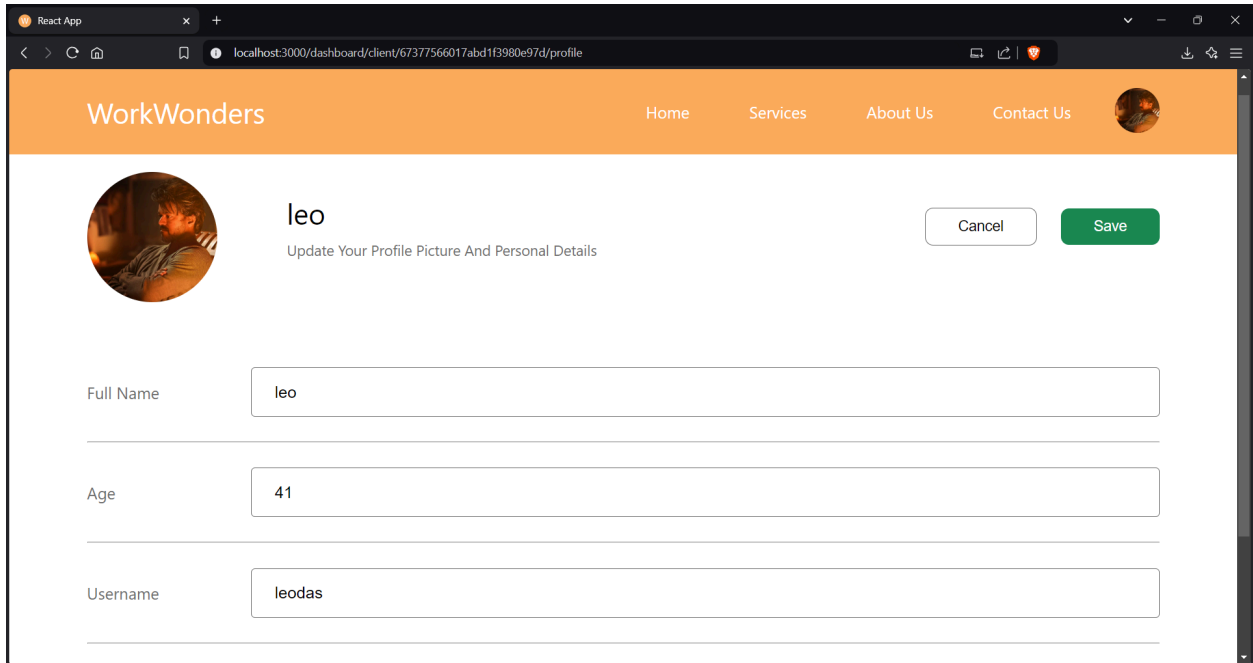 React App
localhost:3000/dashboard/client/67377566017abd1f3980e97d/profile
WorkWonders Home Services About Us Contact Us
leo
Update Your Profile Picture And Personal Details
Cancel Save
Full Name leo
Age 41
Username leodas